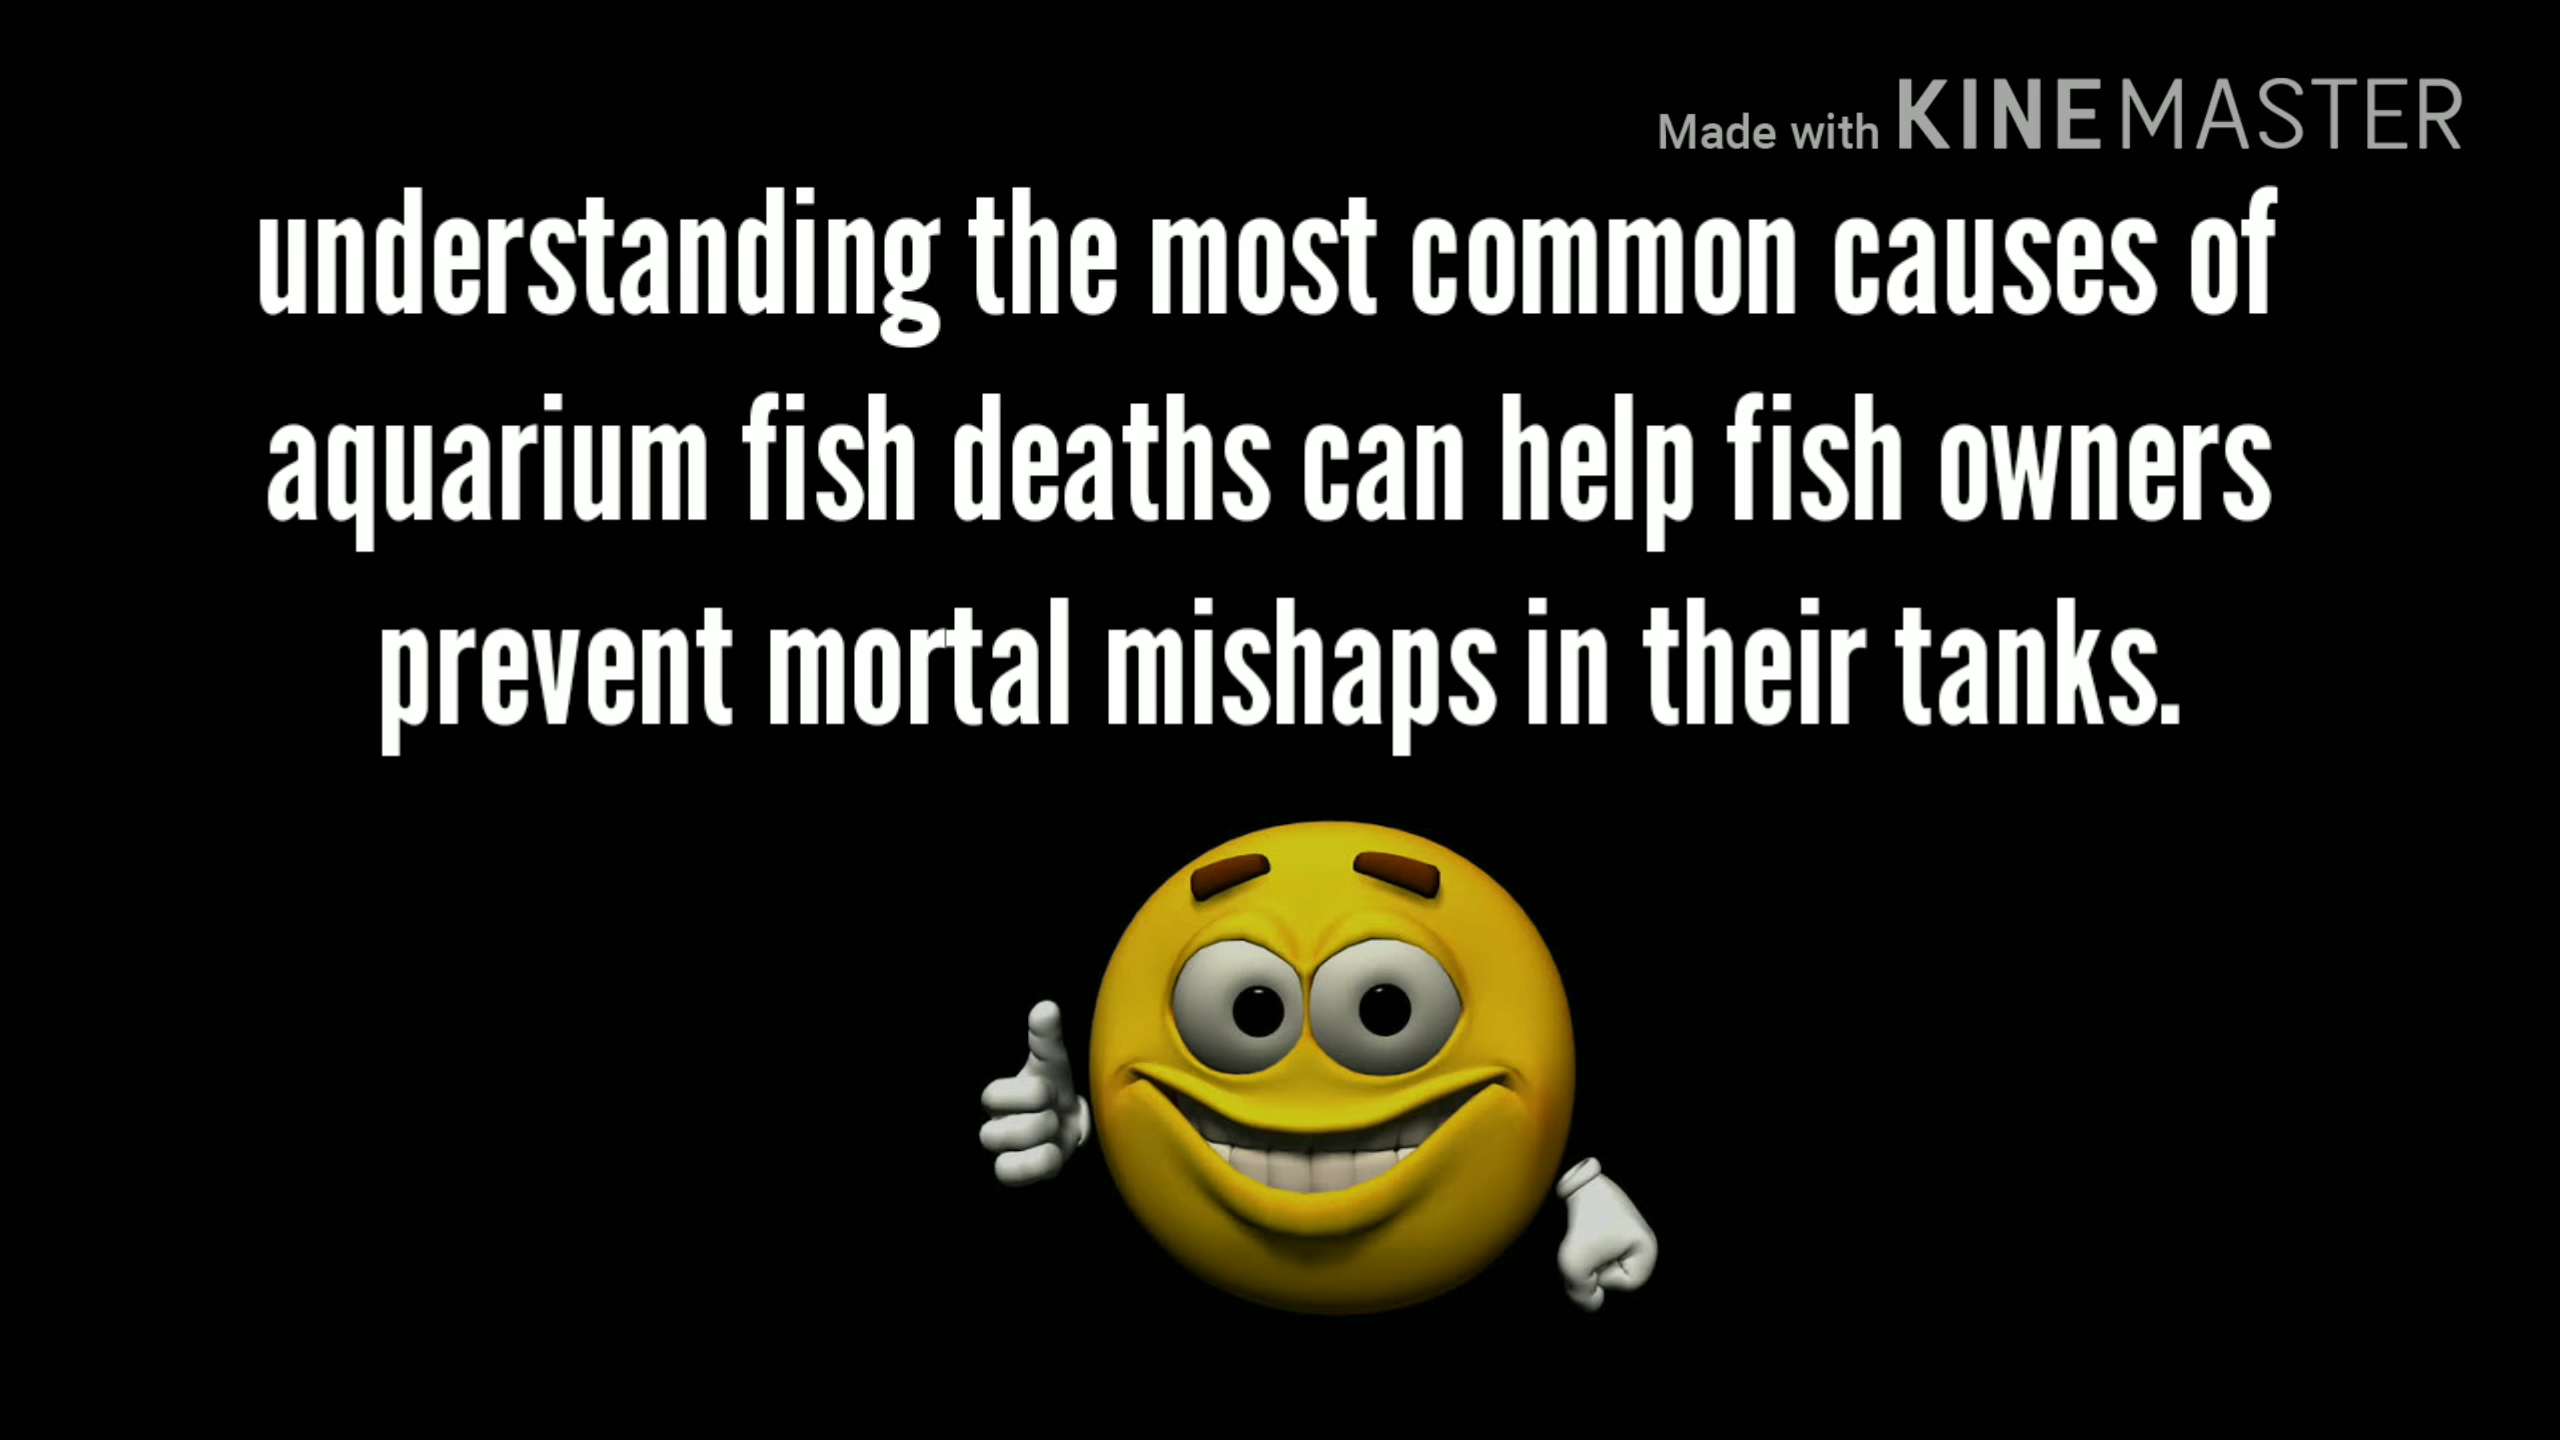 Made with KINEMASTER
understanding the most common causes of
aquarium fish deaths can help fish owners
prevent mortal mishaps in their tanks.